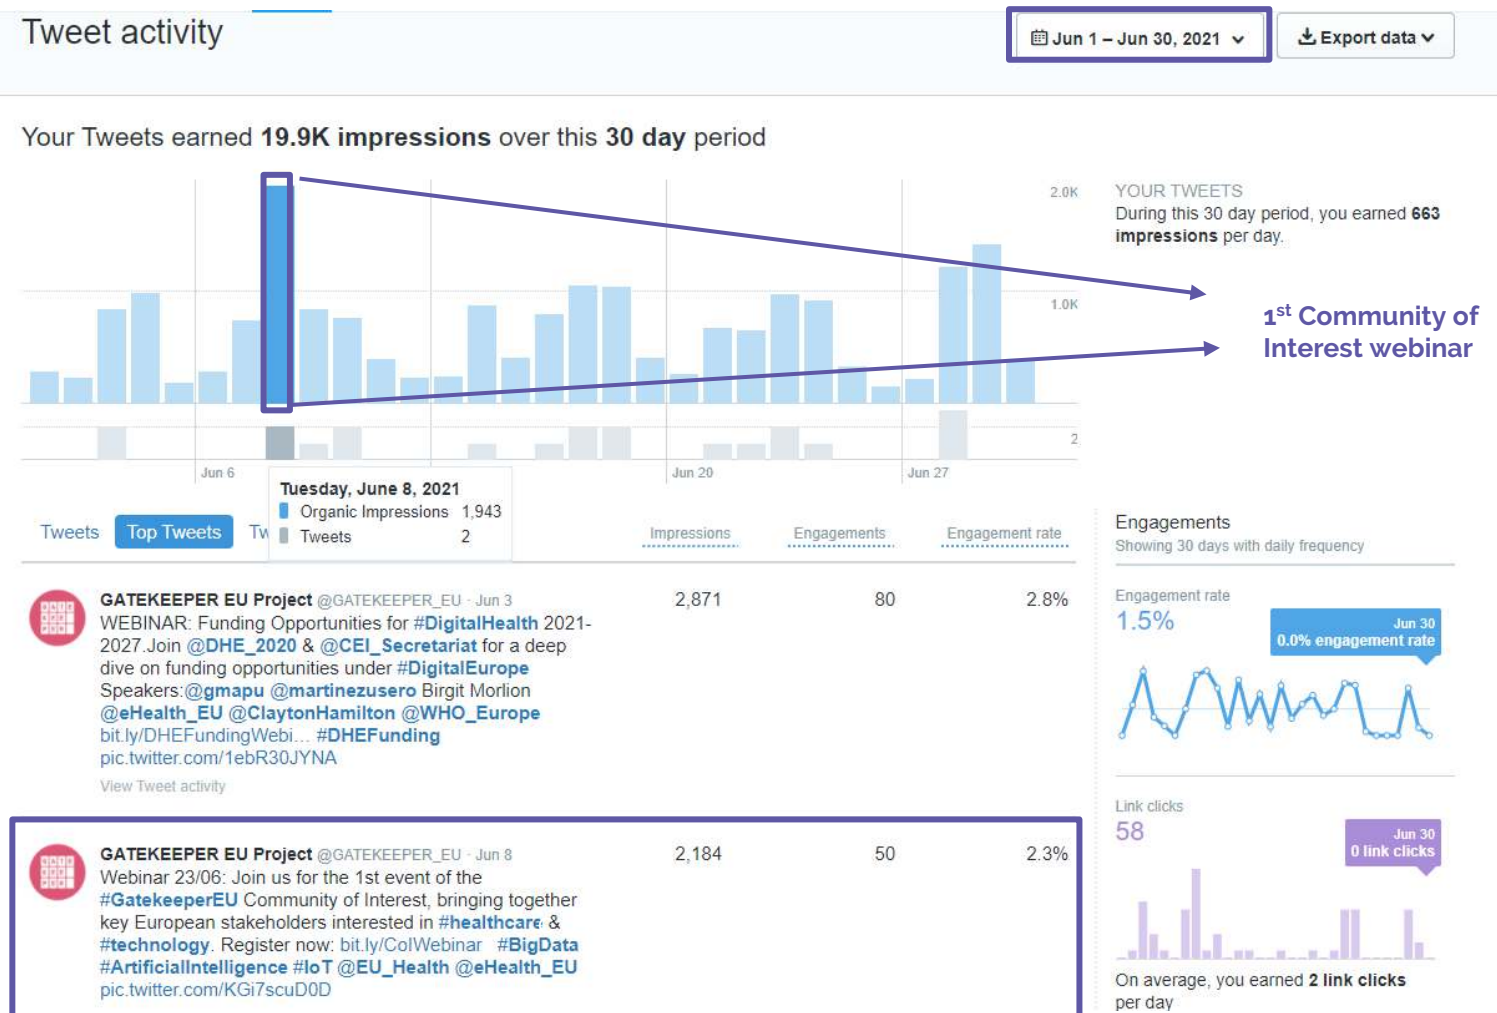 Tweet activity
Jun 1 – Jun 30, 2021
Export data
Your Tweets earned 19.9K impressions over this 30 day period
2.0K
1.0K
2
Jun 6
Jun 20
Jun 27
YOUR TWEETS
During this 30 day period, you earned 663
impressions per day.
1st Community of
Interest webinar
Tuesday, June 8, 2021
Organic Impressions 1,943
Tweets 2
Tweets
Top Tweets
Tw
Impressions
Engagements
Engagement rate
GATEKEEPER EU Project @GATEKEEPER_EU · Jun 3
WEBINAR: Funding Opportunities for #DigitalHealth 2021-
2027.Join @DHE_2020 & @CEI_Secretariat for a deep
dive on funding opportunities under #DigitalEurope
Speakers:@gmapu @martinezusero Birgit Morlion
@eHealth_EU @ClaytonHamilton @WHO_Europe
bit.ly/DHEFundingWebi… #DHEFunding
pic.twitter.com/1ebR30JYNA
View Tweet activity
2,871
80
2.8%
GATEKEEPER EU Project @GATEKEEPER_EU · Jun 8
Webinar 23/06: Join us for the 1st event of the
#GatekeeperEU Community of Interest, bringing together
key European stakeholders interested in #healthcare &
#technology. Register now: bit.ly/CoIWebinar #BigData
#ArtificialIntelligence #IoT @EU_Health @eHealth_EU
pic.twitter.com/KGi7scuD0D
2,184
50
2.3%
Engagements
Showing 30 days with daily frequency
Engagement rate
1.5%
Jun 30
0.0% engagement rate
Link clicks
58
Jun 30
0 link clicks
On average, you earned 2 link clicks
per day